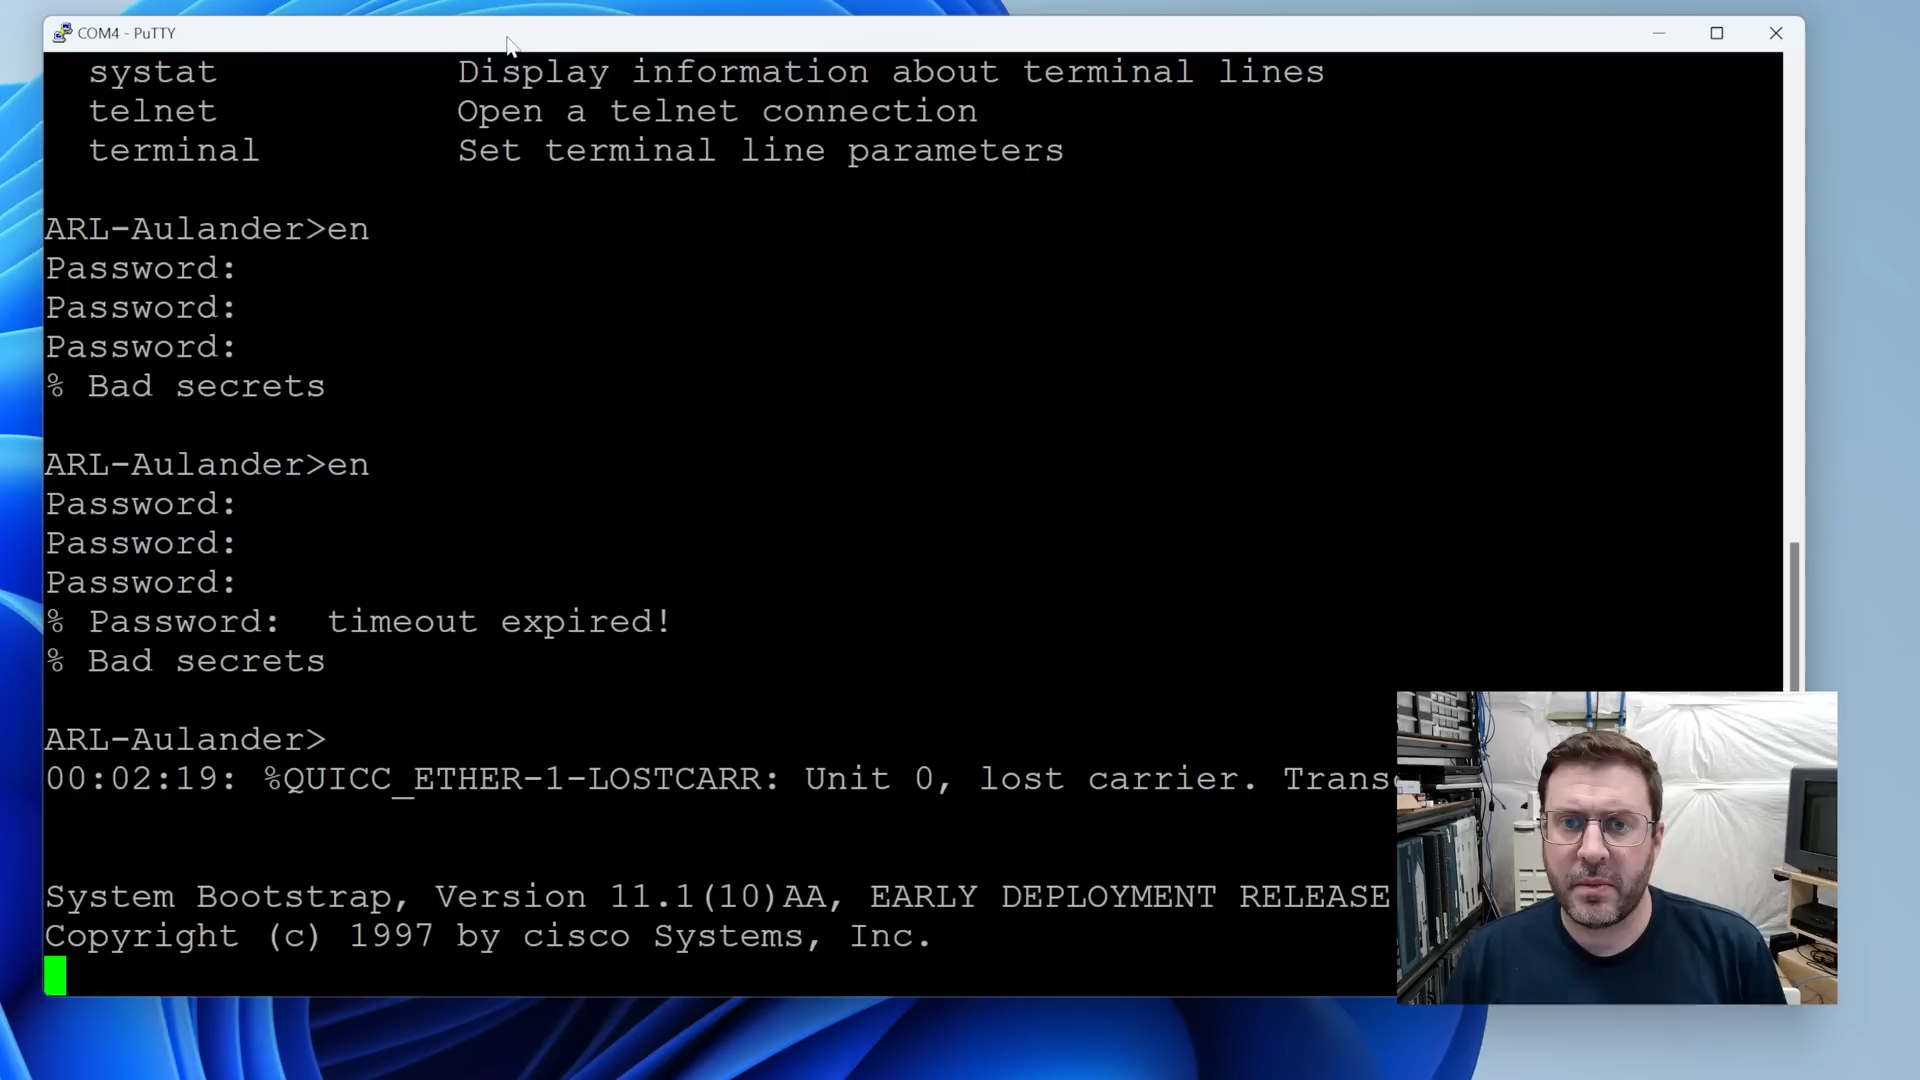 COM4 - PuTTY
systat Display information about terminal lines
telnet Open a telnet connection
terminal Set terminal line parameters
ARL-Aulander>en
Password:
Password:
Password:
% Bad secrets
ARL-Aulander>en
Password:
Password:
Password:
% Password:  timeout expired!
% Bad secrets
ARL-Aulander>
00:02:19: %QUICC_ETHER-1-LOSTCARR: Unit 0, lost carrier.
System Bootstrap, Version 11.1(10)AA, EARLY DEPLOYMENT RELEASE
Copyright (c) 1997 by cisco Systems, Inc.